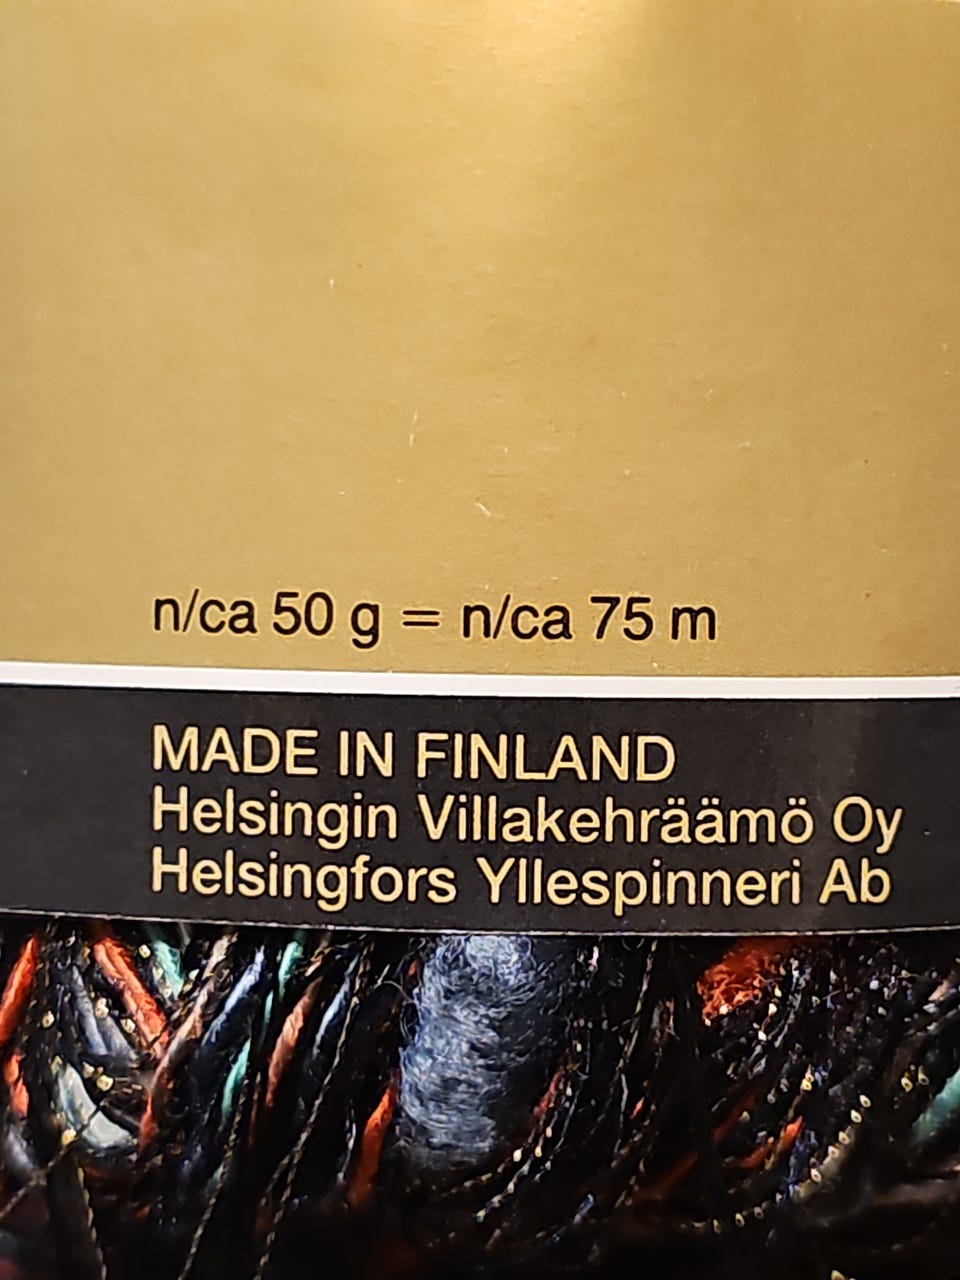 n/ca 50 g = n/ca 75 m
MADE IN FINLAND
Helsingin Villakehräämö Oy
Helsingfors Yllespinneri Ab